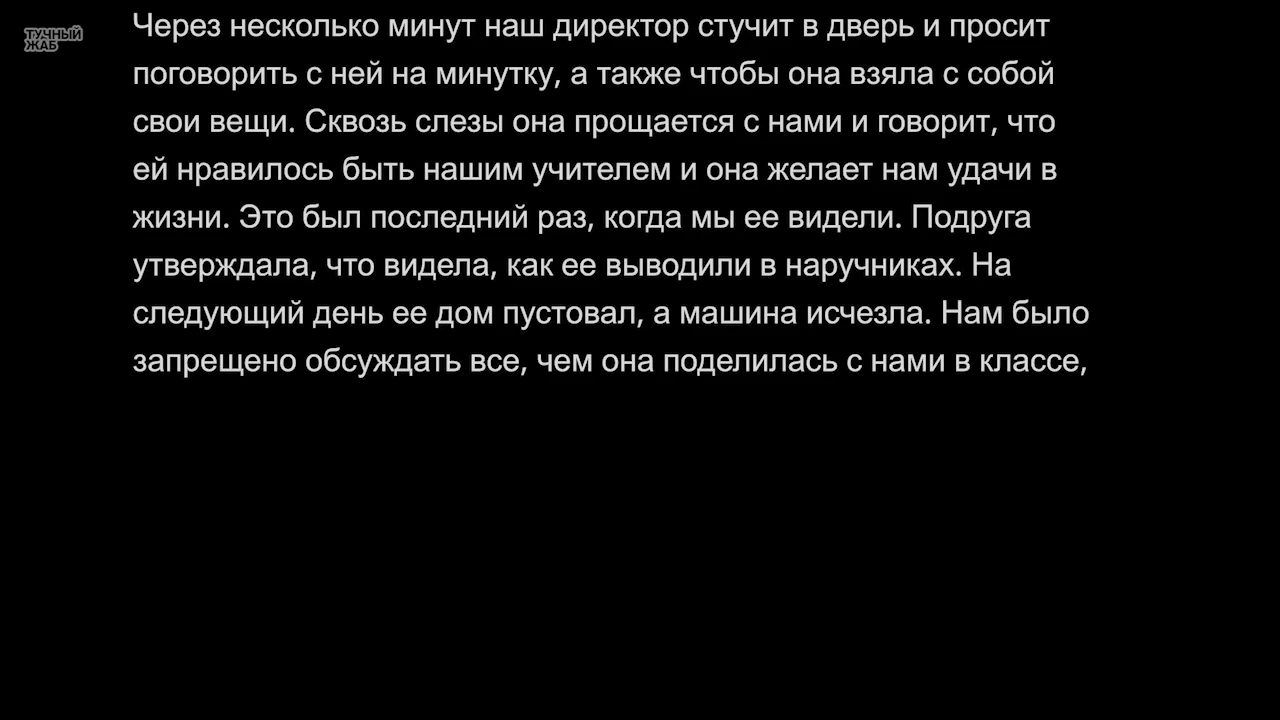 ТУЧНЫЙ
ЖАБ
Через несколько минут наш директор стучит в дверь и просит
поговорить с ней на минутку, а также чтобы она взяла с собой
свои вещи. Сквозь слезы она прощается с нами и говорит, что
ей нравилось быть нашим учителем и она желает нам удачи в
жизни. Это был последний раз, когда мы ее видели. Подруга
утверждала, что видела, как ее выводили в наручниках. На
следующий день ее дом пустовал, а машина исчезла. Нам было
запрещено обсуждать все, чем она поделилась с нами в классе,